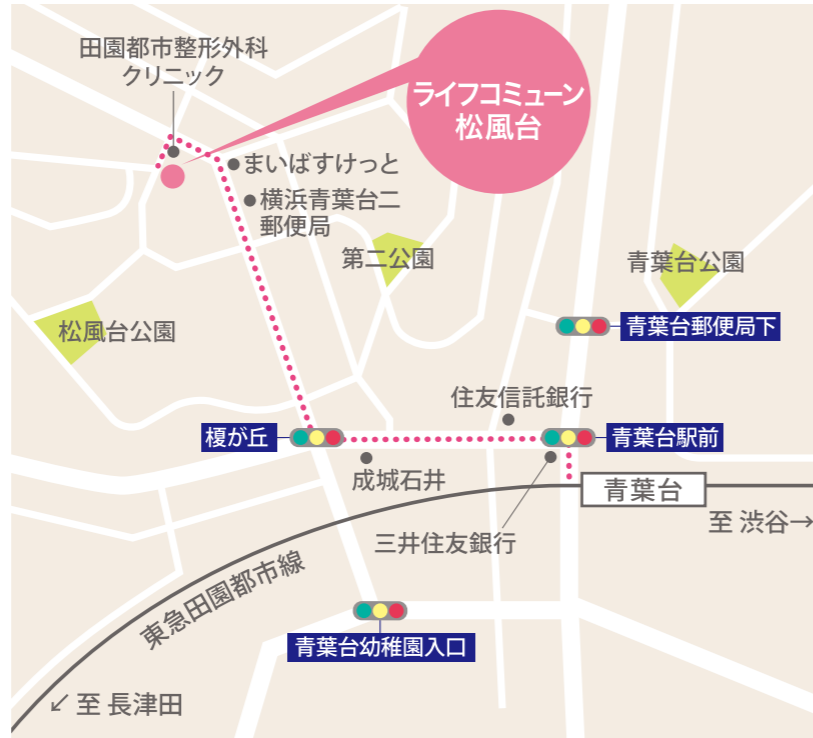 田園都市整形外科
クリニック
ライフコミューン
松風台
まいばすけっと
横浜青葉台二
郵便局
第二公園
青葉台公園
松風台公園
青葉台郵便局下
住友信託銀行
榎が丘
青葉台駅前
成城石井
青葉台
三井住友銀行
至 渋谷→
東急田園都市線
青葉台幼稚園入口
↙ 至 長津田